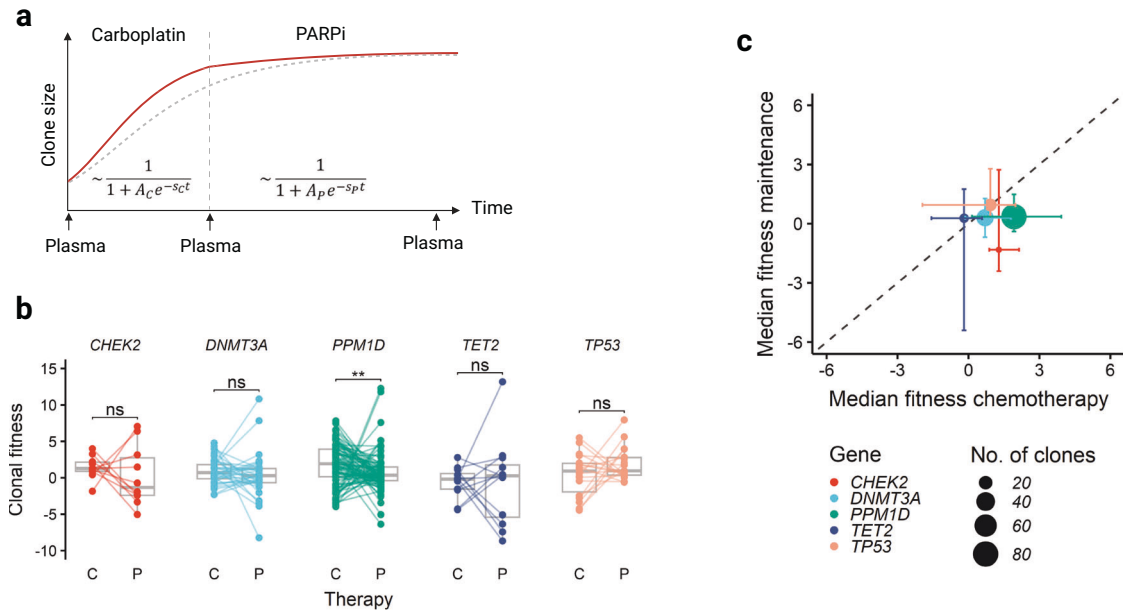 a
Carboplatin
PARPi
Clone size
~ 1 / (1 + A_C e^{-s_C t})
~ 1 / (1 + A_P e^{-s_P t})
Time
Plasma
Plasma
Plasma
b
CHEK2
DNMT3A
PPM1D
TET2
TP53
ns
ns
**
ns
ns
Clonal fitness
15
10
5
0
-5
-10
C P C P C P C P C P
Therapy
c
Median fitness maintenance
6
3
0
-3
-6
-6 -3 0 3 6
Median fitness chemotherapy
Gene
CHEK2
DNMT3A
PPM1D
TET2
TP53
No. of clones
20
40
60
80